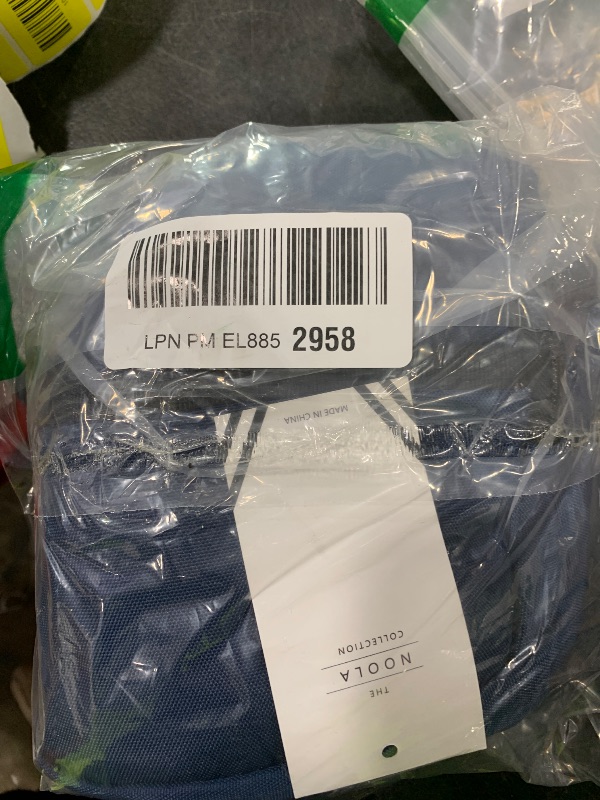 LPN PM EL885 2958
MADE IN CHINA
THE
NOOLA
COLLECTION